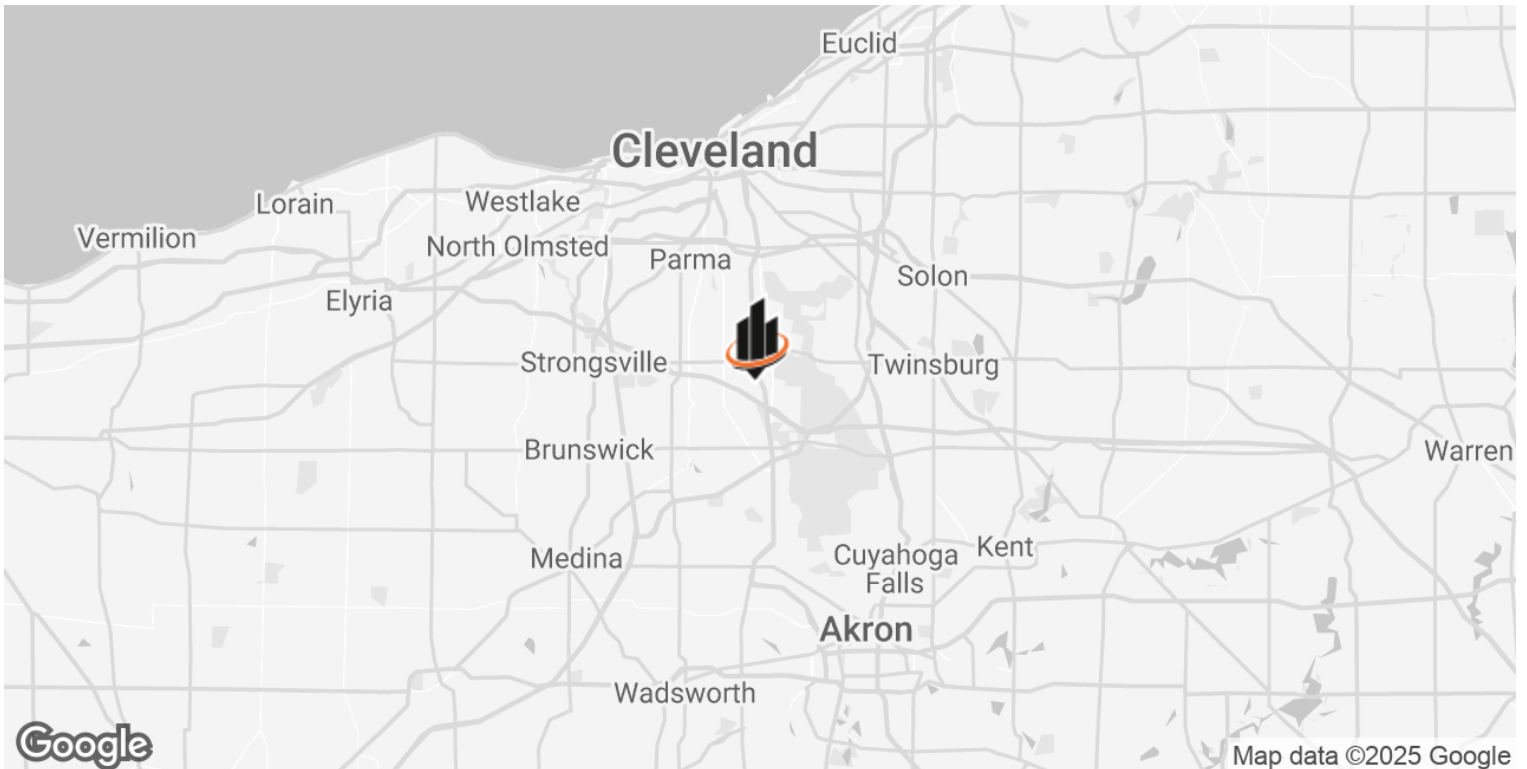 Euclid
Cleveland
Westlake
Lorain
Vermilion
North Olmsted
Parma
Solon
Elyria
Strongsville
Twinsburg
Brunswick
Warren
Medina
Cuyahoga
Falls
Kent
Akron
Wadsworth
Google
Map data ©2025 Google